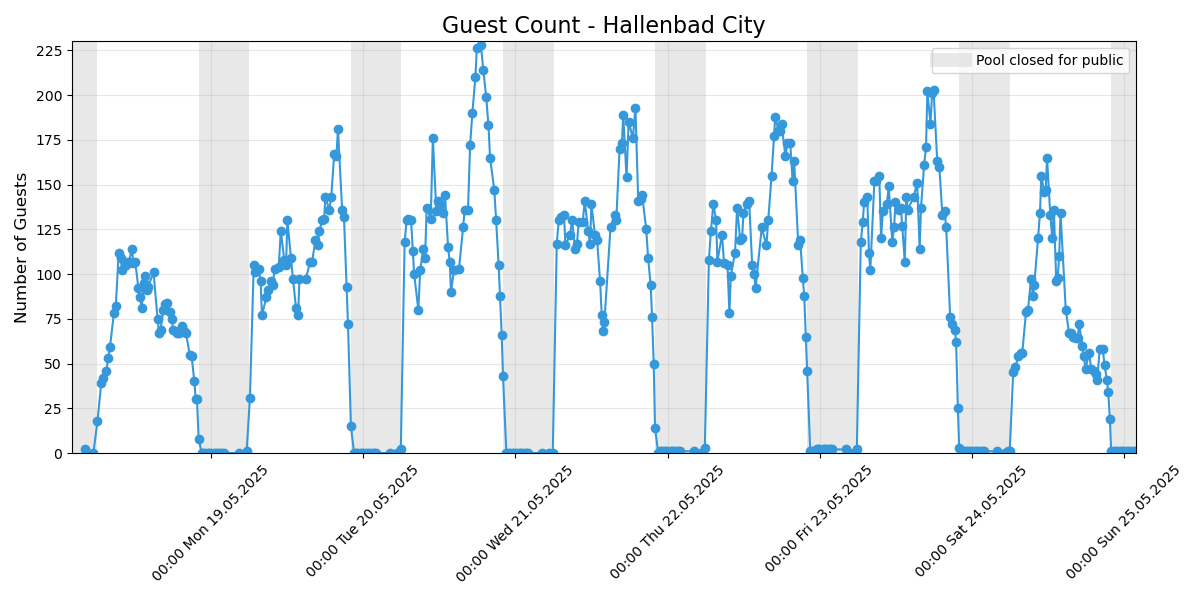 Guest Count - Hallenbad City
Pool closed for public
Number of Guests
225
200
175
150
125
100
75
50
25
0
00:00 Mon 19.05.2025
00:00 Tue 20.05.2025
00:00 Wed 21.05.2025
00:00 Thu 22.05.2025
00:00 Fri 23.05.2025
00:00 Sat 24.05.2025
00:00 Sun 25.05.2025